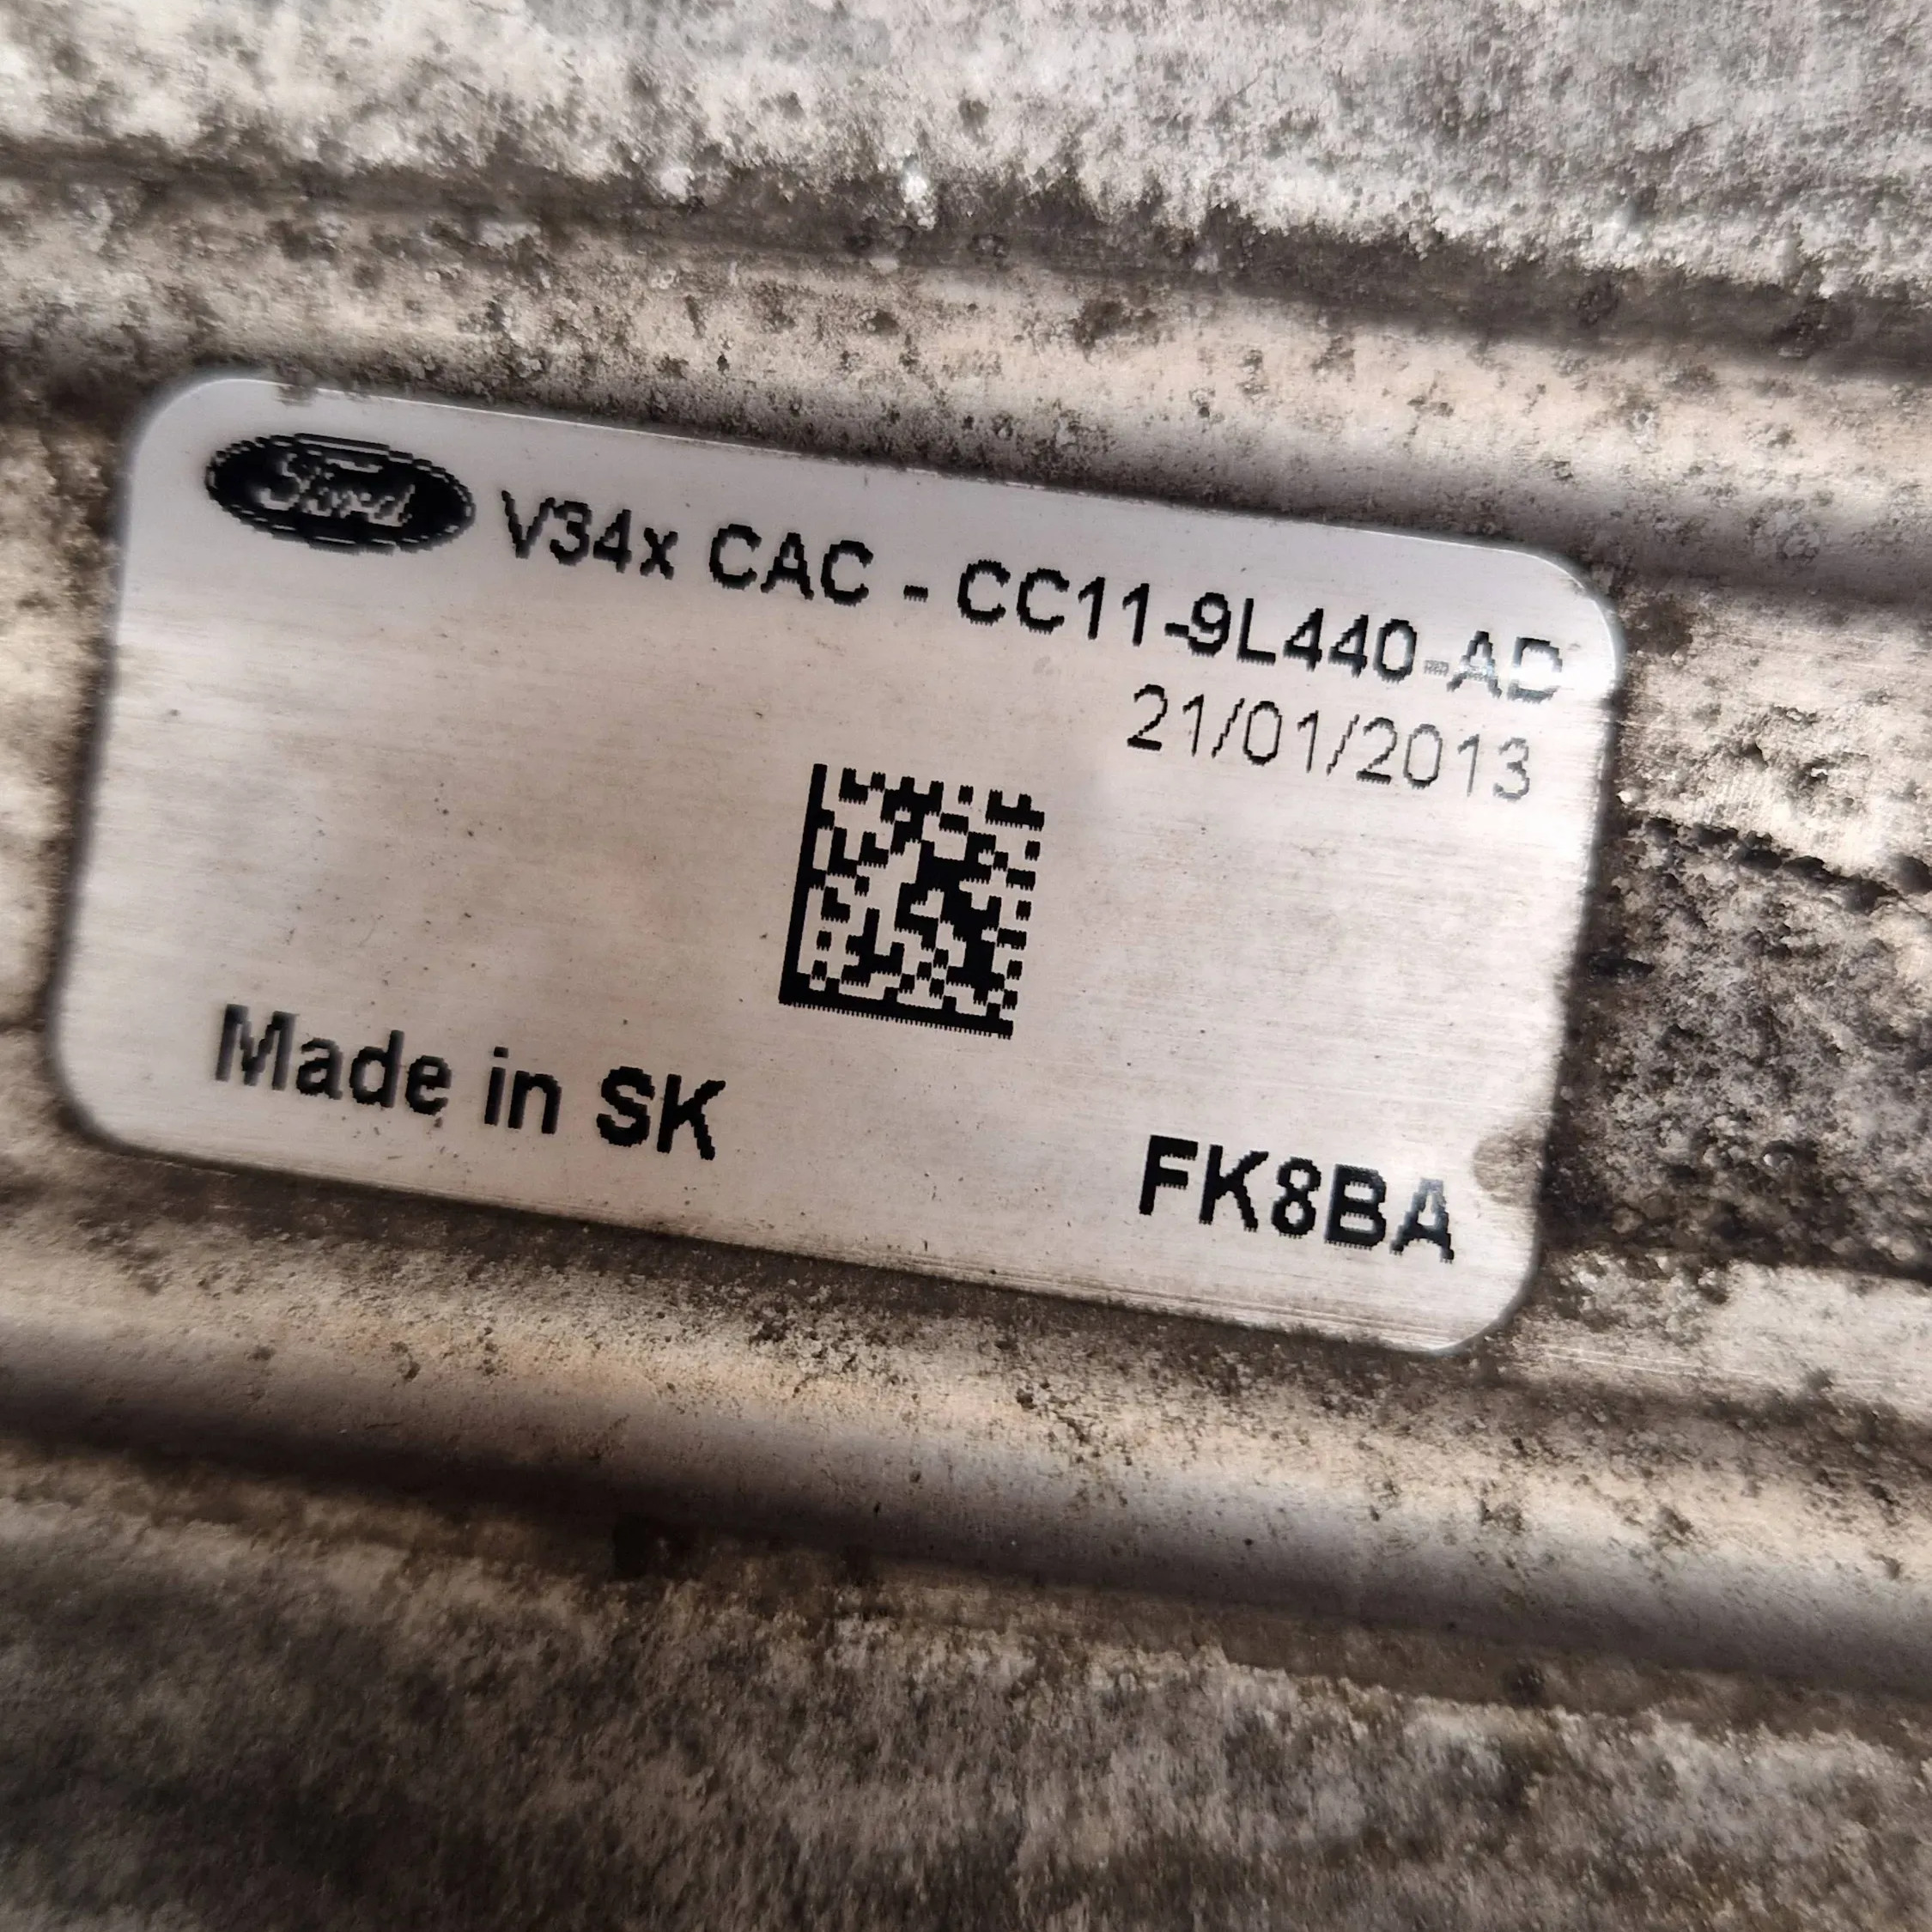 Ford V34x CAC - CC11-9L440-AD
21/01/2013
Made in SK
FK8BA